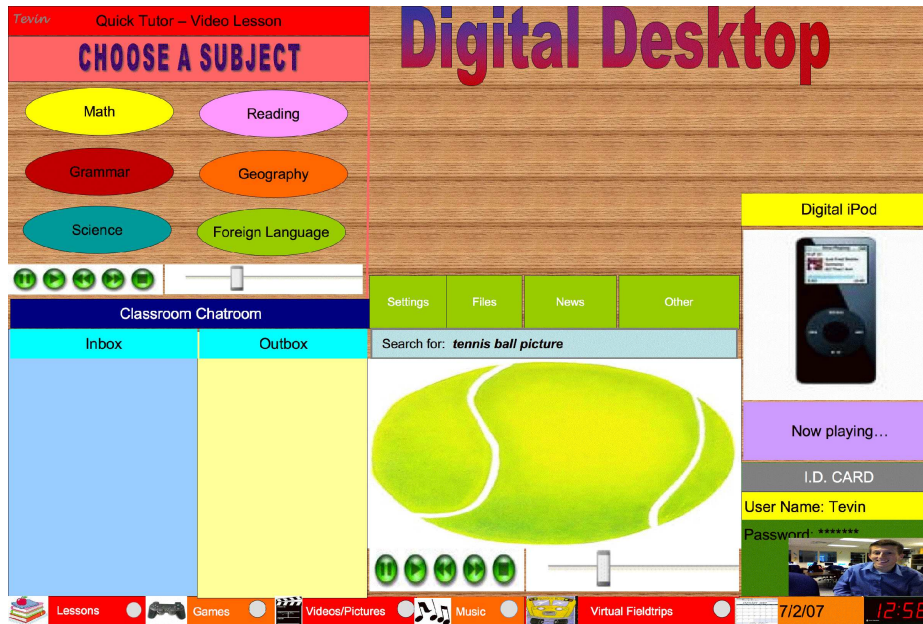 Tevin
Quick Tutor – Video Lesson
CHOOSE A SUBJECT
Math
Reading
Grammar
Geography
Science
Foreign Language
Digital Desktop
Classroom Chatroom
Inbox
Outbox
Settings
Files
News
Other
Search for: tennis ball picture
Digital iPod
Now playing…
I.D. CARD
User Name: Tevin
Password: *******
Lessons
Games
Videos/Pictures
Music
Virtual Fieldtrips
7/2/07
12:58